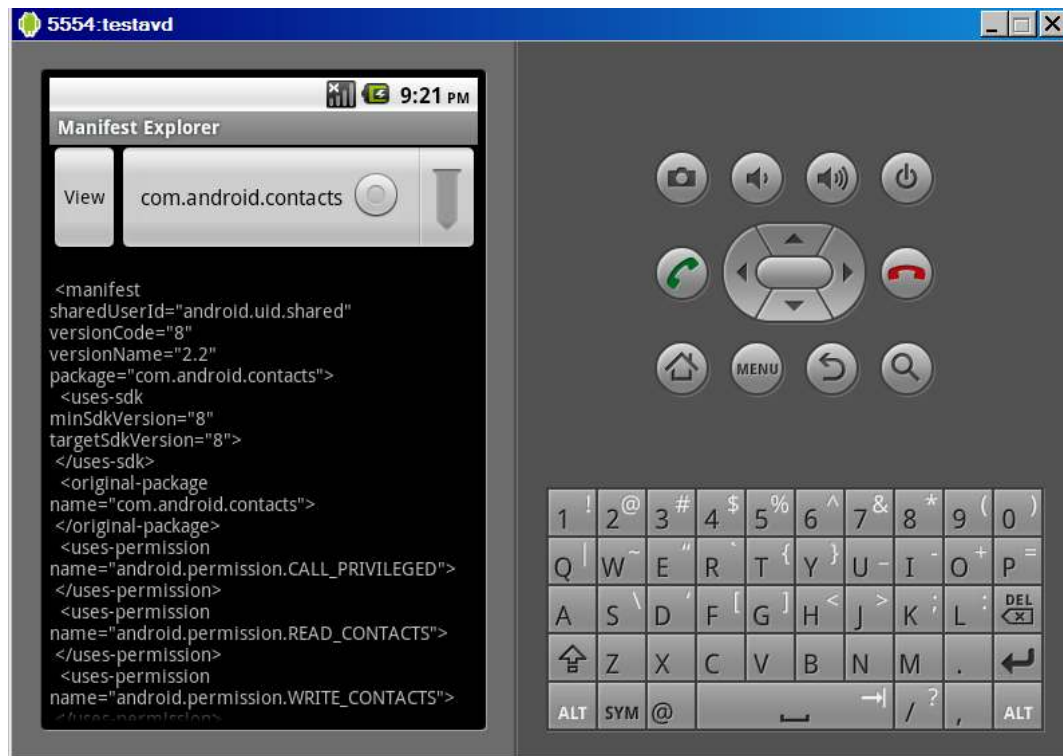 5554:testavd
9:21 PM
Manifest Explorer
View com.android.contacts
<manifest
sharedUserId="android.uid.shared"
versionCode="8"
versionName="2.2"
package="com.android.contacts">
<uses-sdk
minSdkVersion="8"
targetSdkVersion="8">
</uses-sdk>
<original-package
name="com.android.contacts">
</original-package>
<uses-permission
name="android.permission.CALL_PRIVILEGED">
</uses-permission>
<uses-permission
name="android.permission.READ_CONTACTS">
</uses-permission>
<uses-permission
name="android.permission.WRITE_CONTACTS">
</uses-permission>
MENU
1 ! 2 @ 3 # 4 $ 5 % 6 ^ 7 & 8 * 9 ( 0 )
Q | W ~ E " R ` T { Y } U _ I - O + P =
A S \ D ' F [ G ] H < J > K ; L : DEL
Z X C V B N M .
ALT SYM @ / ? , ALT